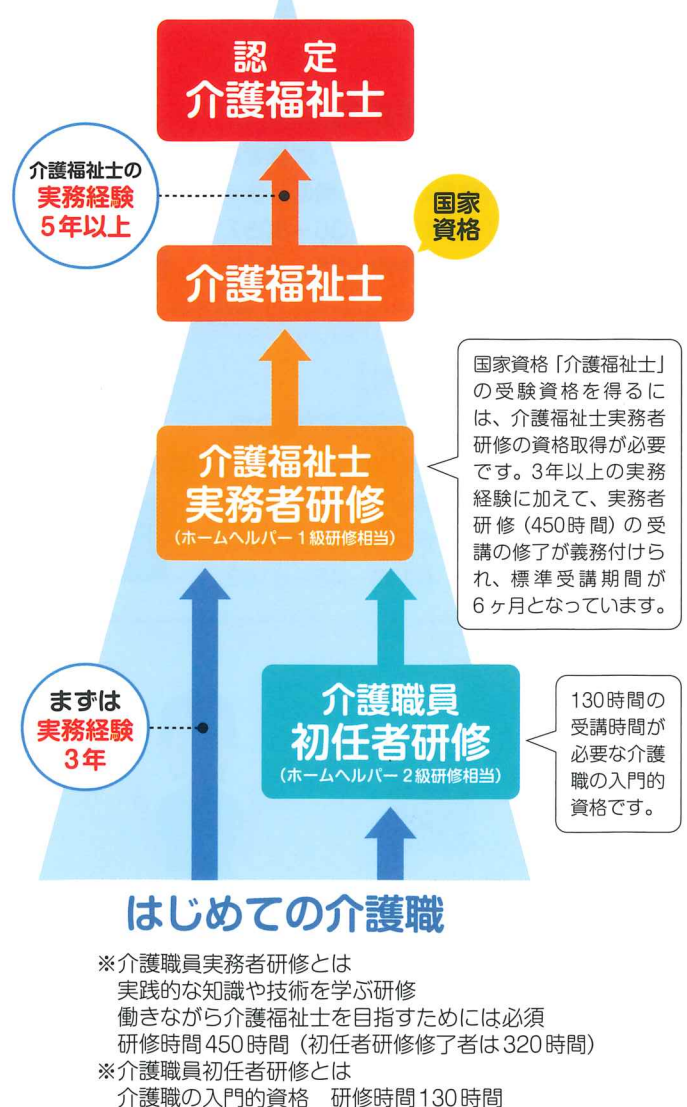 認 定
介護福祉士
介護福祉士の
実務経験
5年以上
国家
資格
介護福祉士
国家資格「介護福祉士」
の受験資格を得るに
は、介護福祉士実務者
研修の資格取得が必要
です。3年以上の実務
経験に加えて、実務者
研修(450時間)の受
講の修了が義務付けら
れ、標準受講期間が
6ヶ月となっています。
介護福祉士
実務者研修
(ホームヘルパー1級研修相当)
まずは
実務経験
3年
介護職員
初任者研修
(ホームヘルパー2級研修相当)
130時間の
受講時間が
必要な介護
職の入門的
資格です。
はじめての介護職
※介護職員実務者研修とは
実践的な知識や技術を学ぶ研修
働きながら介護福祉士を目指すためには必須
研修時間450時間(初任者研修修了者は320時間)
※介護職員初任者研修とは
介護職の入門的資格 研修時間130時間